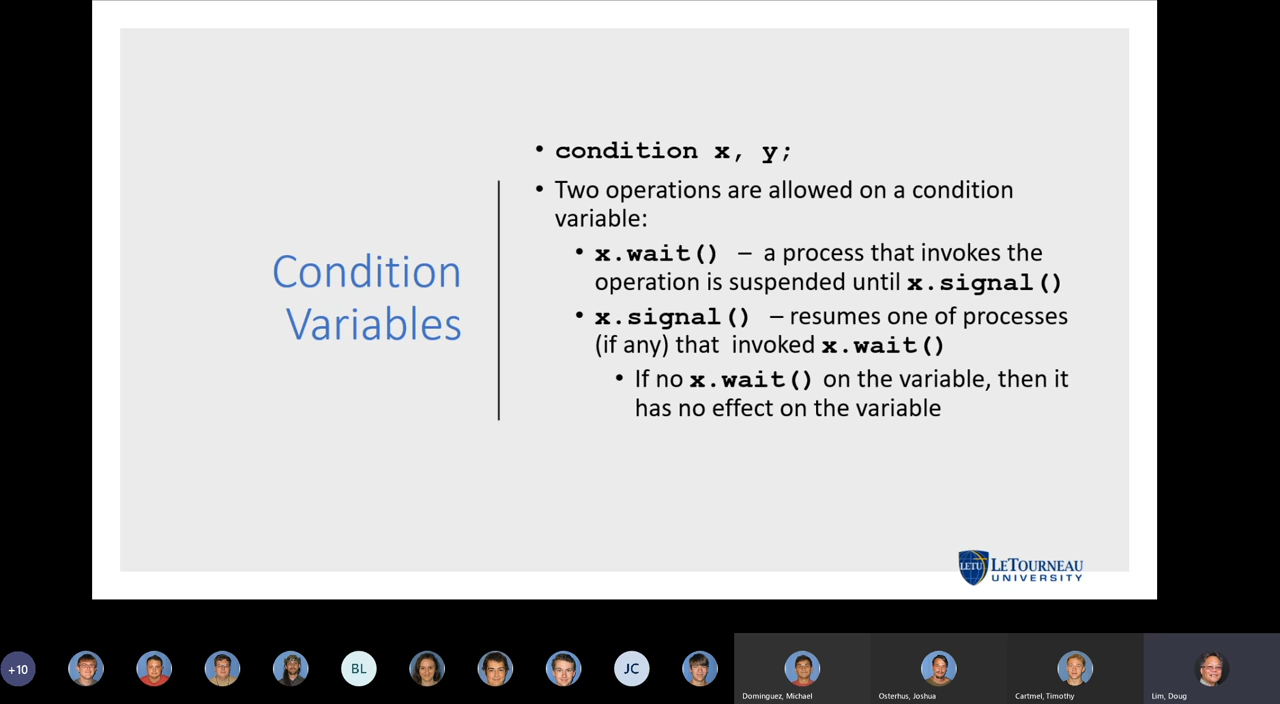 • condition x, y;
• Two operations are allowed on a condition
variable:
• x.wait() – a process that invokes the
operation is suspended until x.signal()
• x.signal() – resumes one of processes
(if any) that invoked x.wait()
• If no x.wait() on the variable, then it
has no effect on the variable
Condition
Variables
LETU
LETOURNEAU
UNIVERSITY
+10
BL
JC
Dominguez, Michael
Osterhus, Joshua
Cartmel, Timothy
Lim, Doug